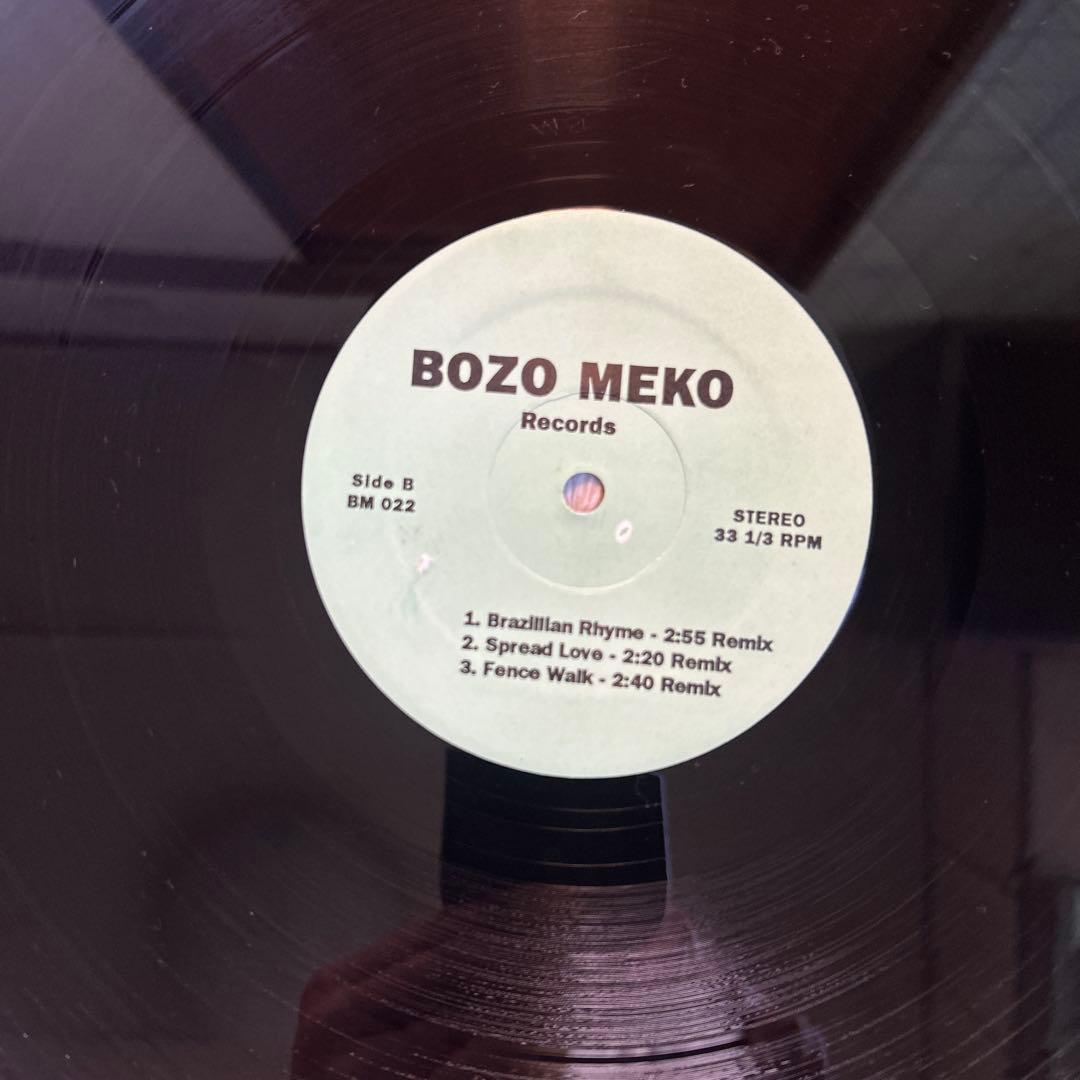 BOZO MEKO
Records
Side B
BM 022
STEREO
33 1/3 RPM
1. Brazillian Rhyme - 2:55 Remix
2. Spread Love - 2:20 Remix
3. Fence Walk - 2:40 Remix